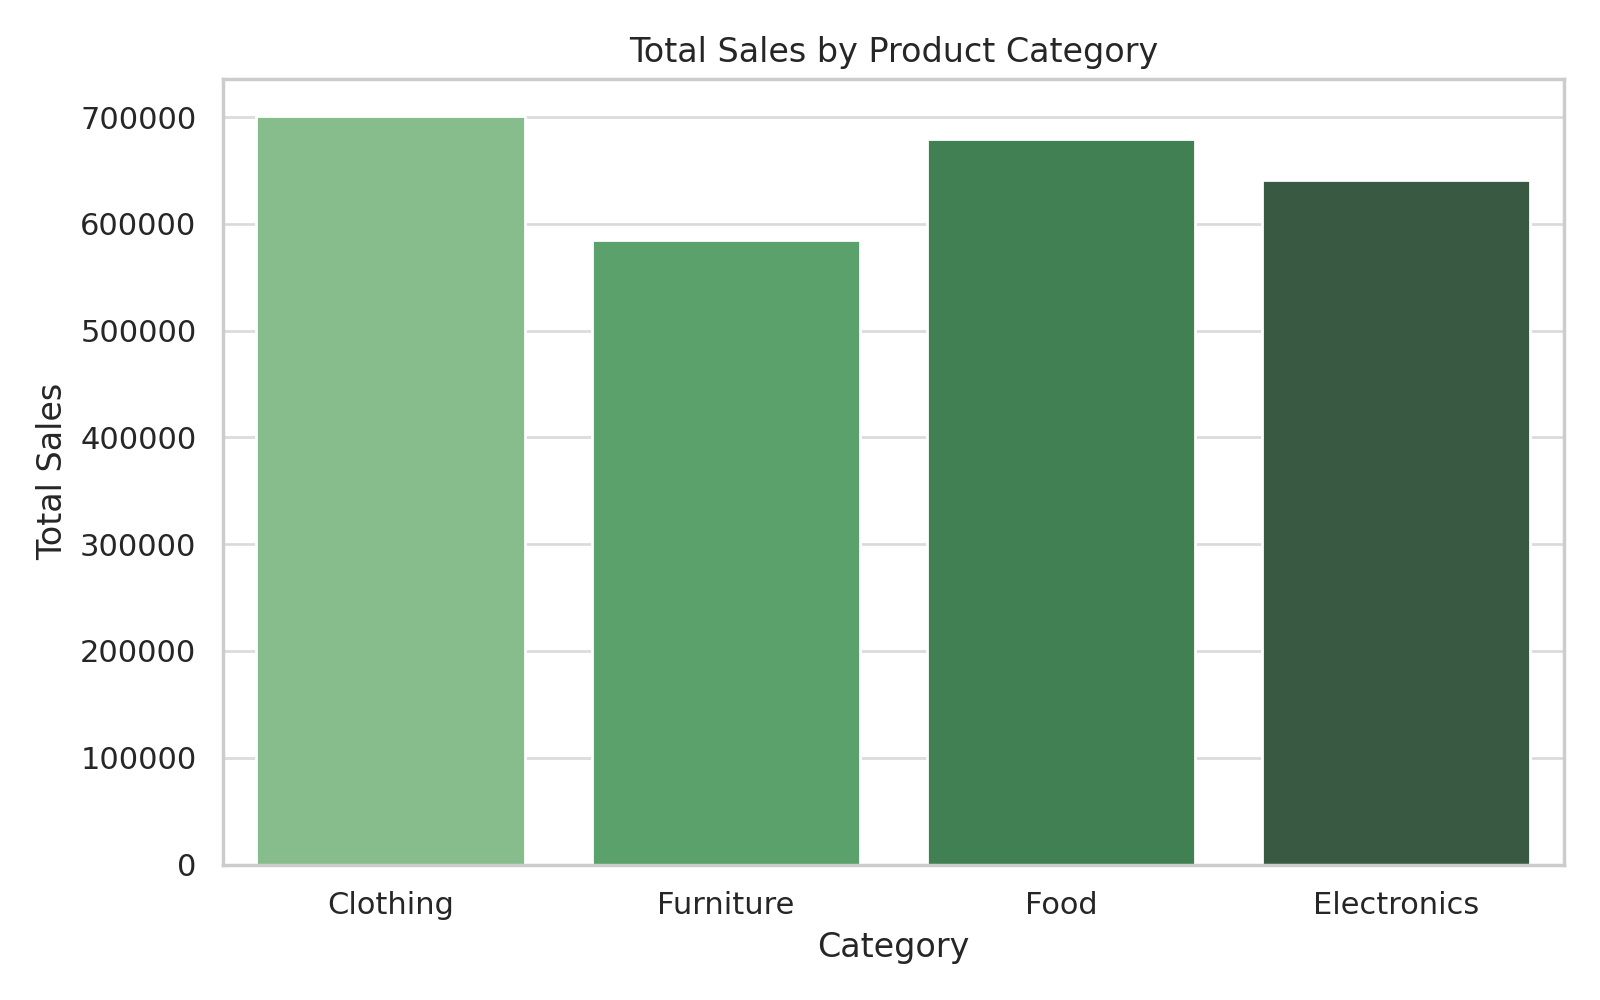 Total Sales by Product Category
Total Sales
700000
600000
500000
400000
300000
200000
100000
0
Clothing Furniture Food Electronics
Category